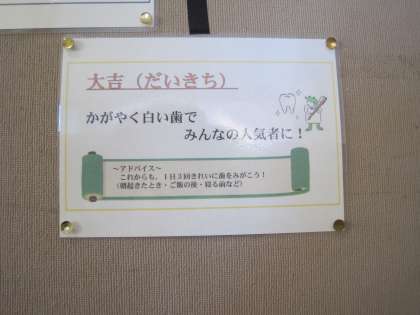 大吉（だいきち）
かがやく白い歯で
みんなの人気者に！
～アドバイス～
これからも、１日３回きれいに歯をみがこう！
（朝起きたとき・ご飯の後・寝る前など）